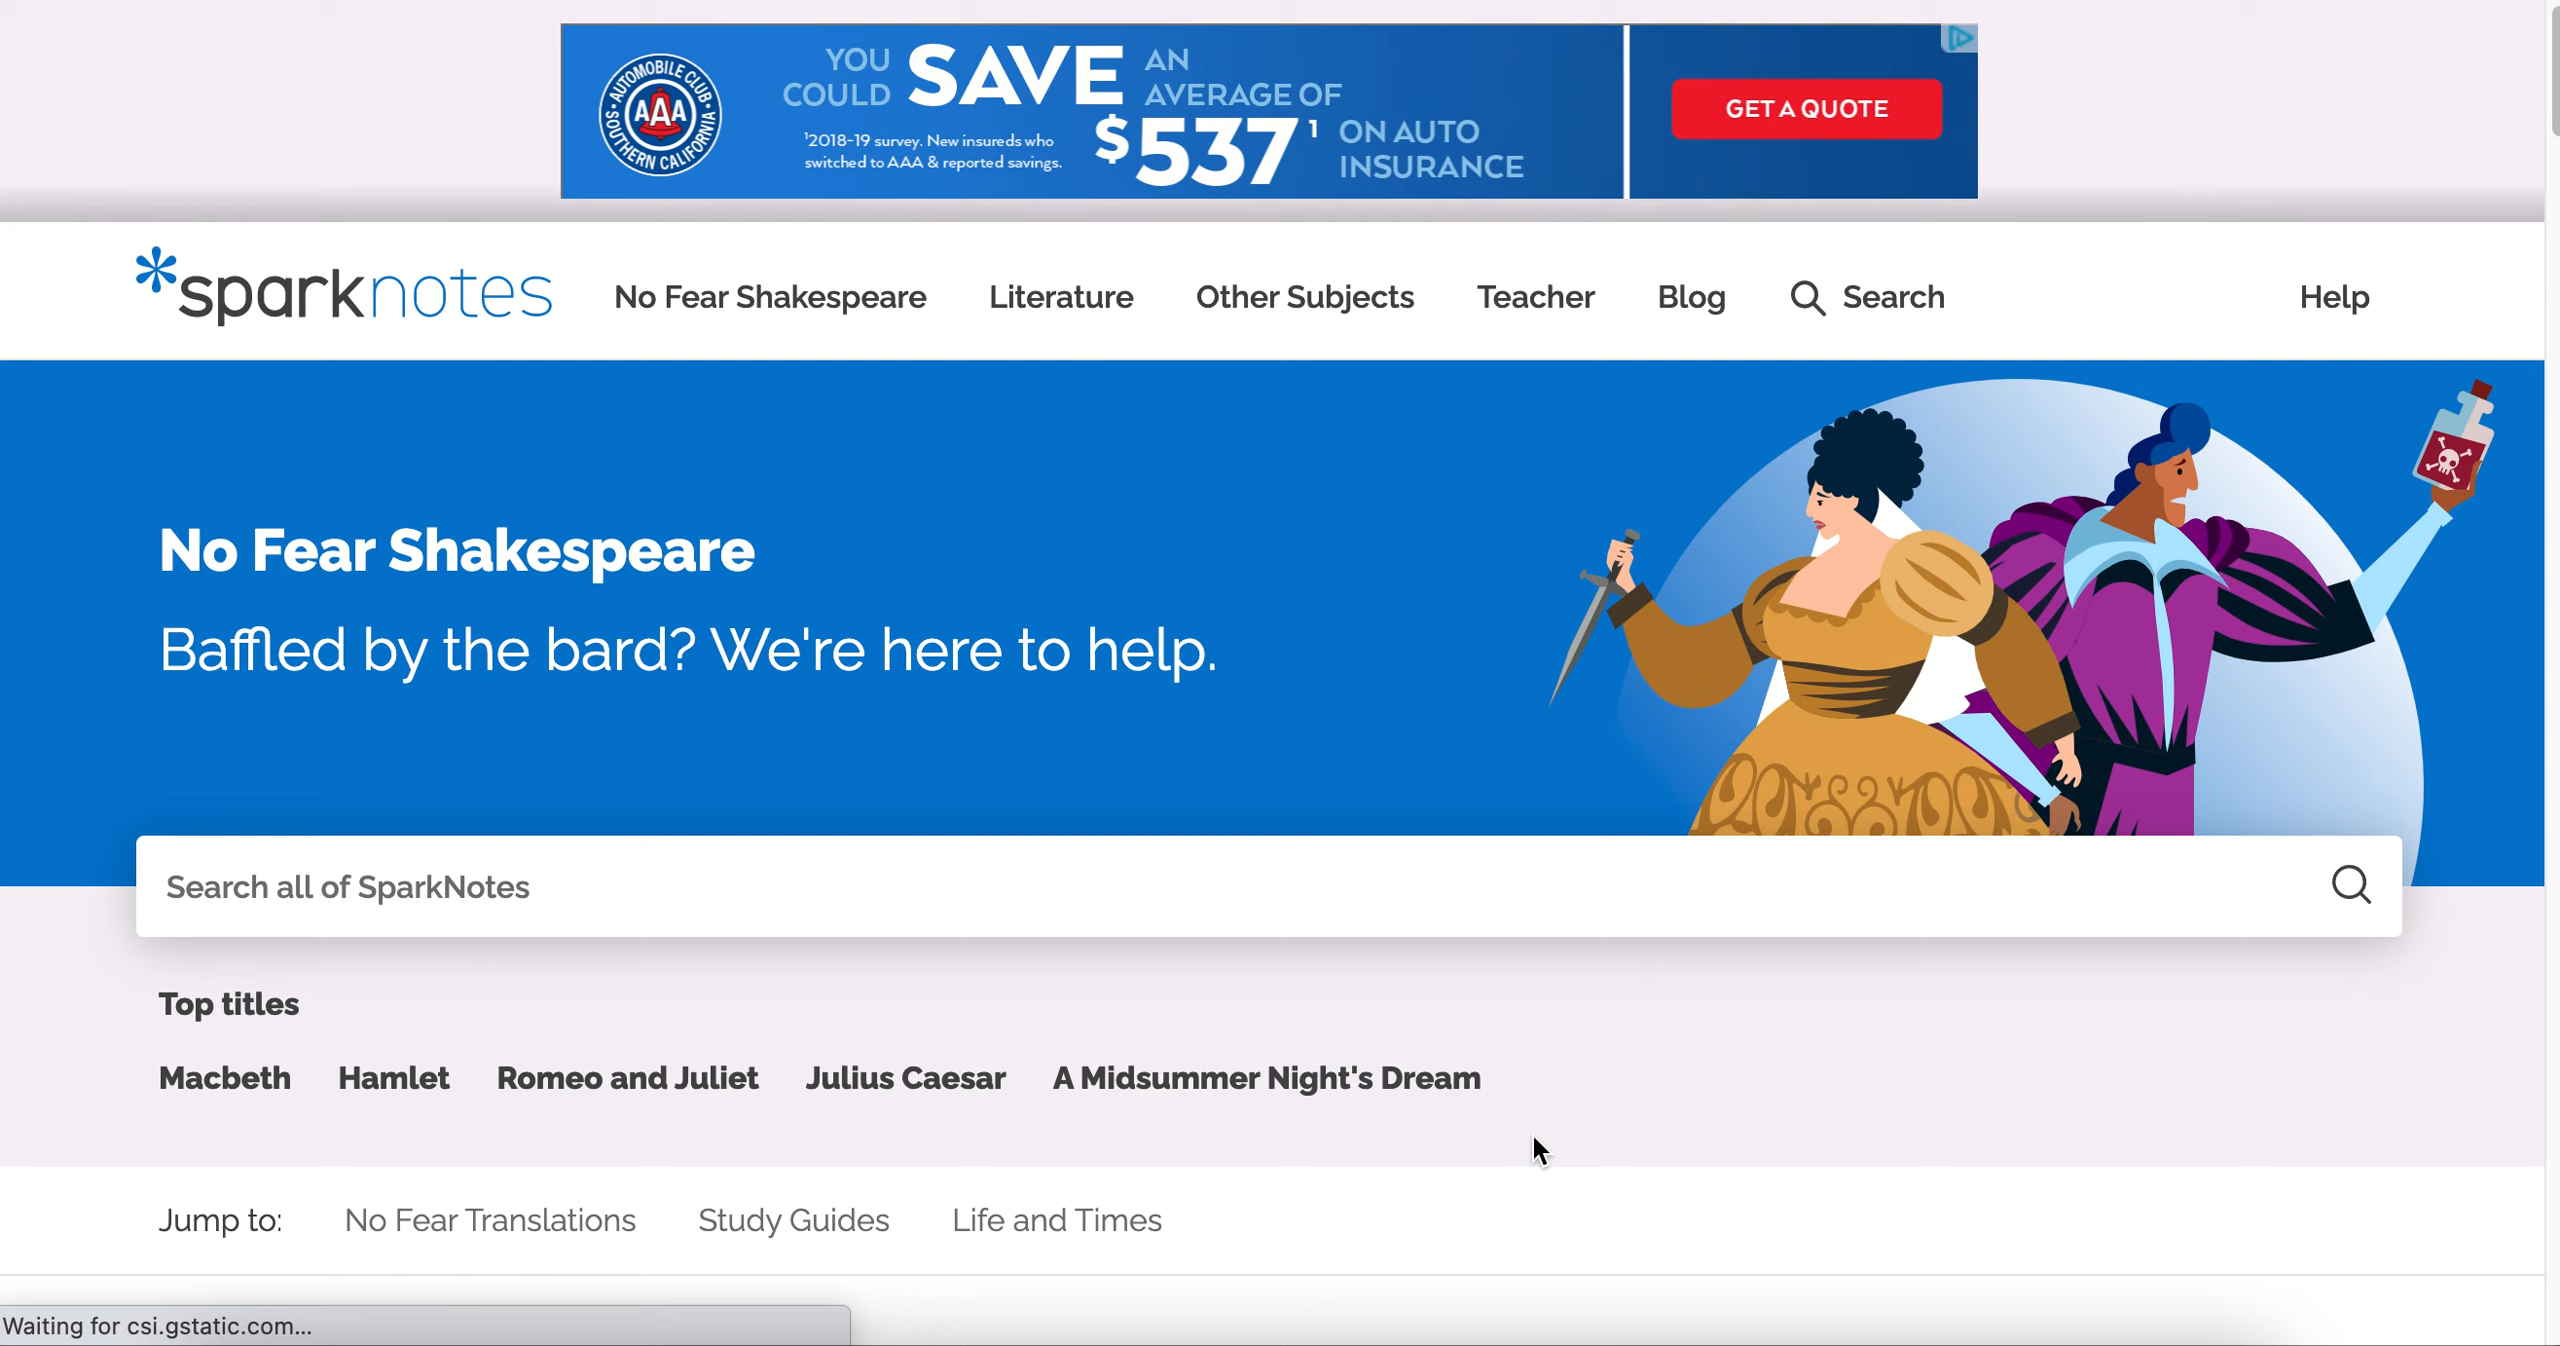 YOU COULD SAVE AN AVERAGE OF
$537¹ ON AUTO INSURANCE
¹2018-19 survey. New insureds who
switched to AAA & reported savings.
AUTOMOBILE CLUB
AAA
SOUTHERN CALIFORNIA
GET A QUOTE
sparknotes
No Fear Shakespeare
Literature
Other Subjects
Teacher
Blog
Search
Help
No Fear Shakespeare
Baffled by the bard? We're here to help.
Search all of SparkNotes
Top titles
Macbeth Hamlet Romeo and Juliet Julius Caesar A Midsummer Night's Dream
Jump to: No Fear Translations Study Guides Life and Times
Waiting for csi.gstatic.com...